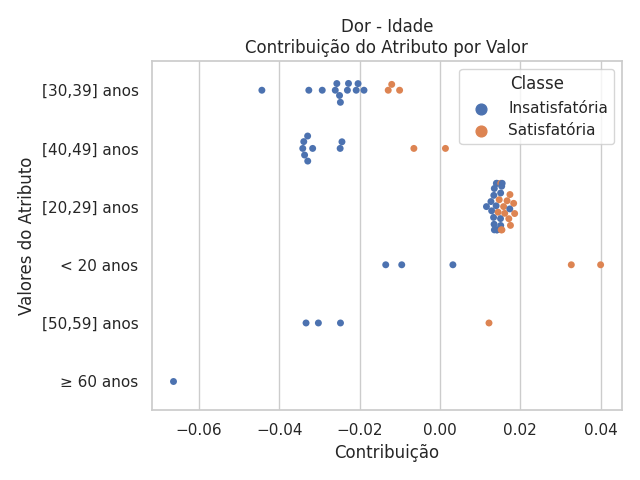 Dor - Idade
Contribuição do Atributo por Valor
Classe
Insatisfatória
Satisfatória
Valores do Atributo
[30,39] anos
[40,49] anos
[20,29] anos
< 20 anos
[50,59] anos
≥ 60 anos
−0.06 −0.04 −0.02 0.00 0.02 0.04
Contribuição